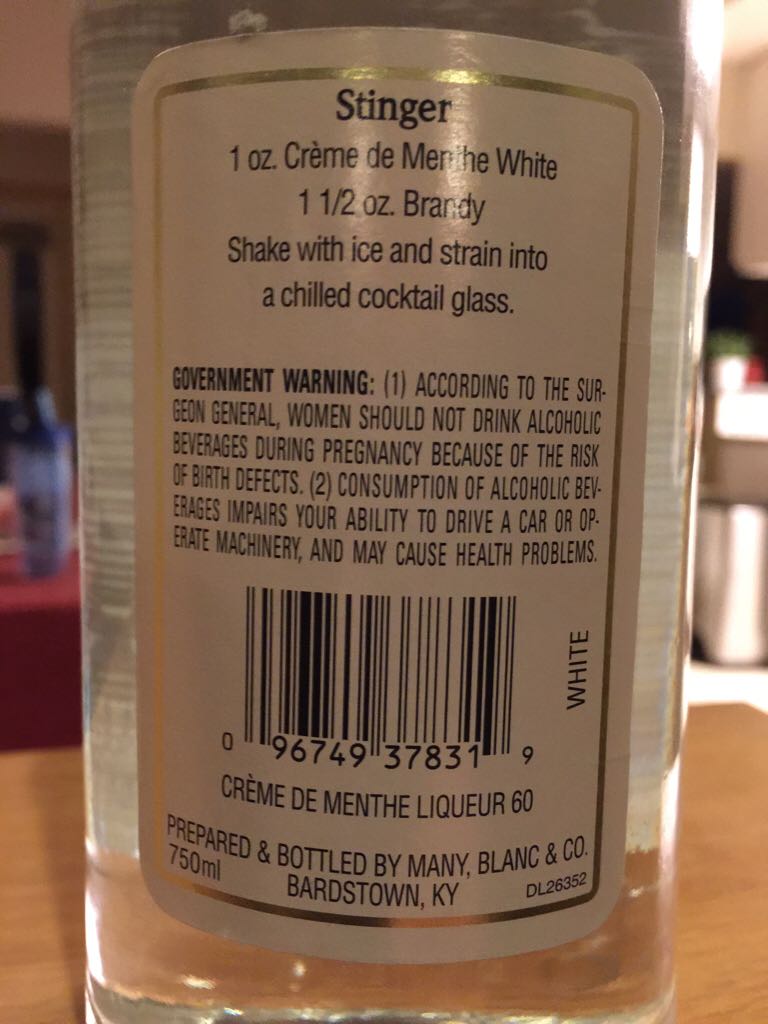 Stinger
1 oz. Crème de Menthe White
1 1/2 oz. Brandy
Shake with ice and strain into
a chilled cocktail glass.
GOVERNMENT WARNING: (1) ACCORDING TO THE SUR-
GEON GENERAL, WOMEN SHOULD NOT DRINK ALCOHOLIC
BEVERAGES DURING PREGNANCY BECAUSE OF THE RISK
OF BIRTH DEFECTS. (2) CONSUMPTION OF ALCOHOLIC BEV-
ERAGES IMPAIRS YOUR ABILITY TO DRIVE A CAR OR OP-
ERATE MACHINERY, AND MAY CAUSE HEALTH PROBLEMS.
WHITE
0 96749 37831 9
CRÈME DE MENTHE LIQUEUR 60
PREPARED & BOTTLED BY MANY, BLANC & CO.
750ml BARDSTOWN, KY DL26352